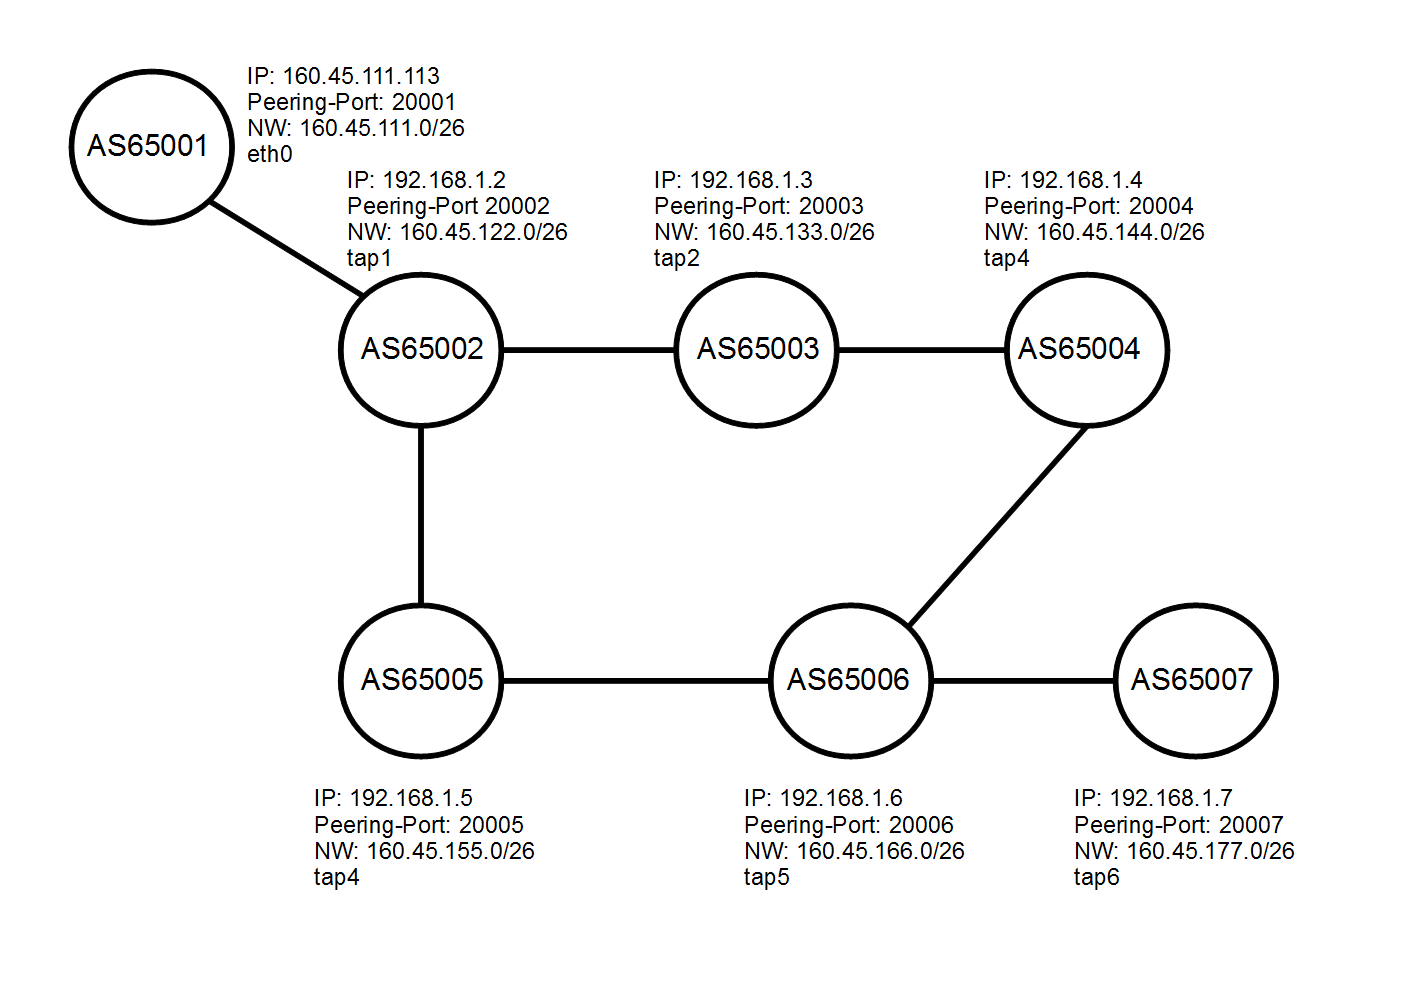 IP: 160.45.111.113
Peering-Port: 20001
NW: 160.45.111.0/26
eth0
AS65001
IP: 192.168.1.2
Peering-Port 20002
NW: 160.45.122.0/26
tap1
IP: 192.168.1.3
Peering-Port: 20003
NW: 160.45.133.0/26
tap2
IP: 192.168.1.4
Peering-Port: 20004
NW: 160.45.144.0/26
tap4
AS65002
AS65003
AS65004
AS65005
AS65006
AS65007
IP: 192.168.1.5
Peering-Port: 20005
NW: 160.45.155.0/26
tap4
IP: 192.168.1.6
Peering-Port: 20006
NW: 160.45.166.0/26
tap5
IP: 192.168.1.7
Peering-Port: 20007
NW: 160.45.177.0/26
tap6